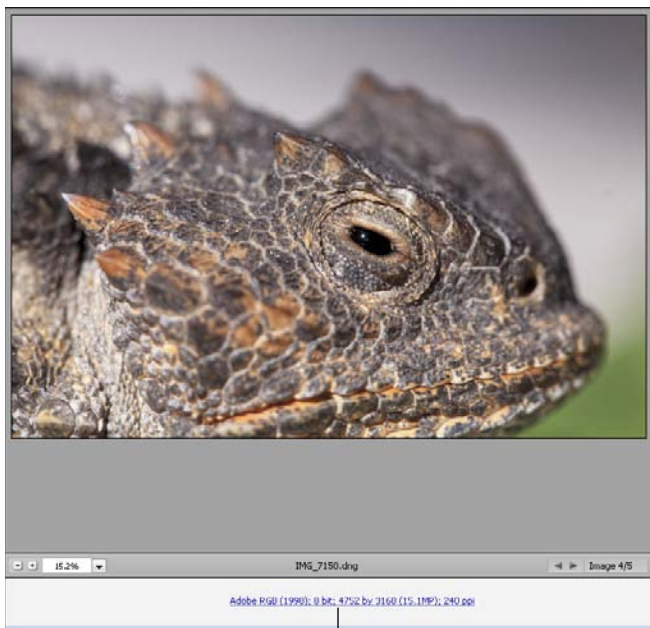 15.2%
IMG_7150.dng
Image 4/5
Adobe RGB (1998); 8 bit; 4752 by 3168 (15.1MP); 240 ppi